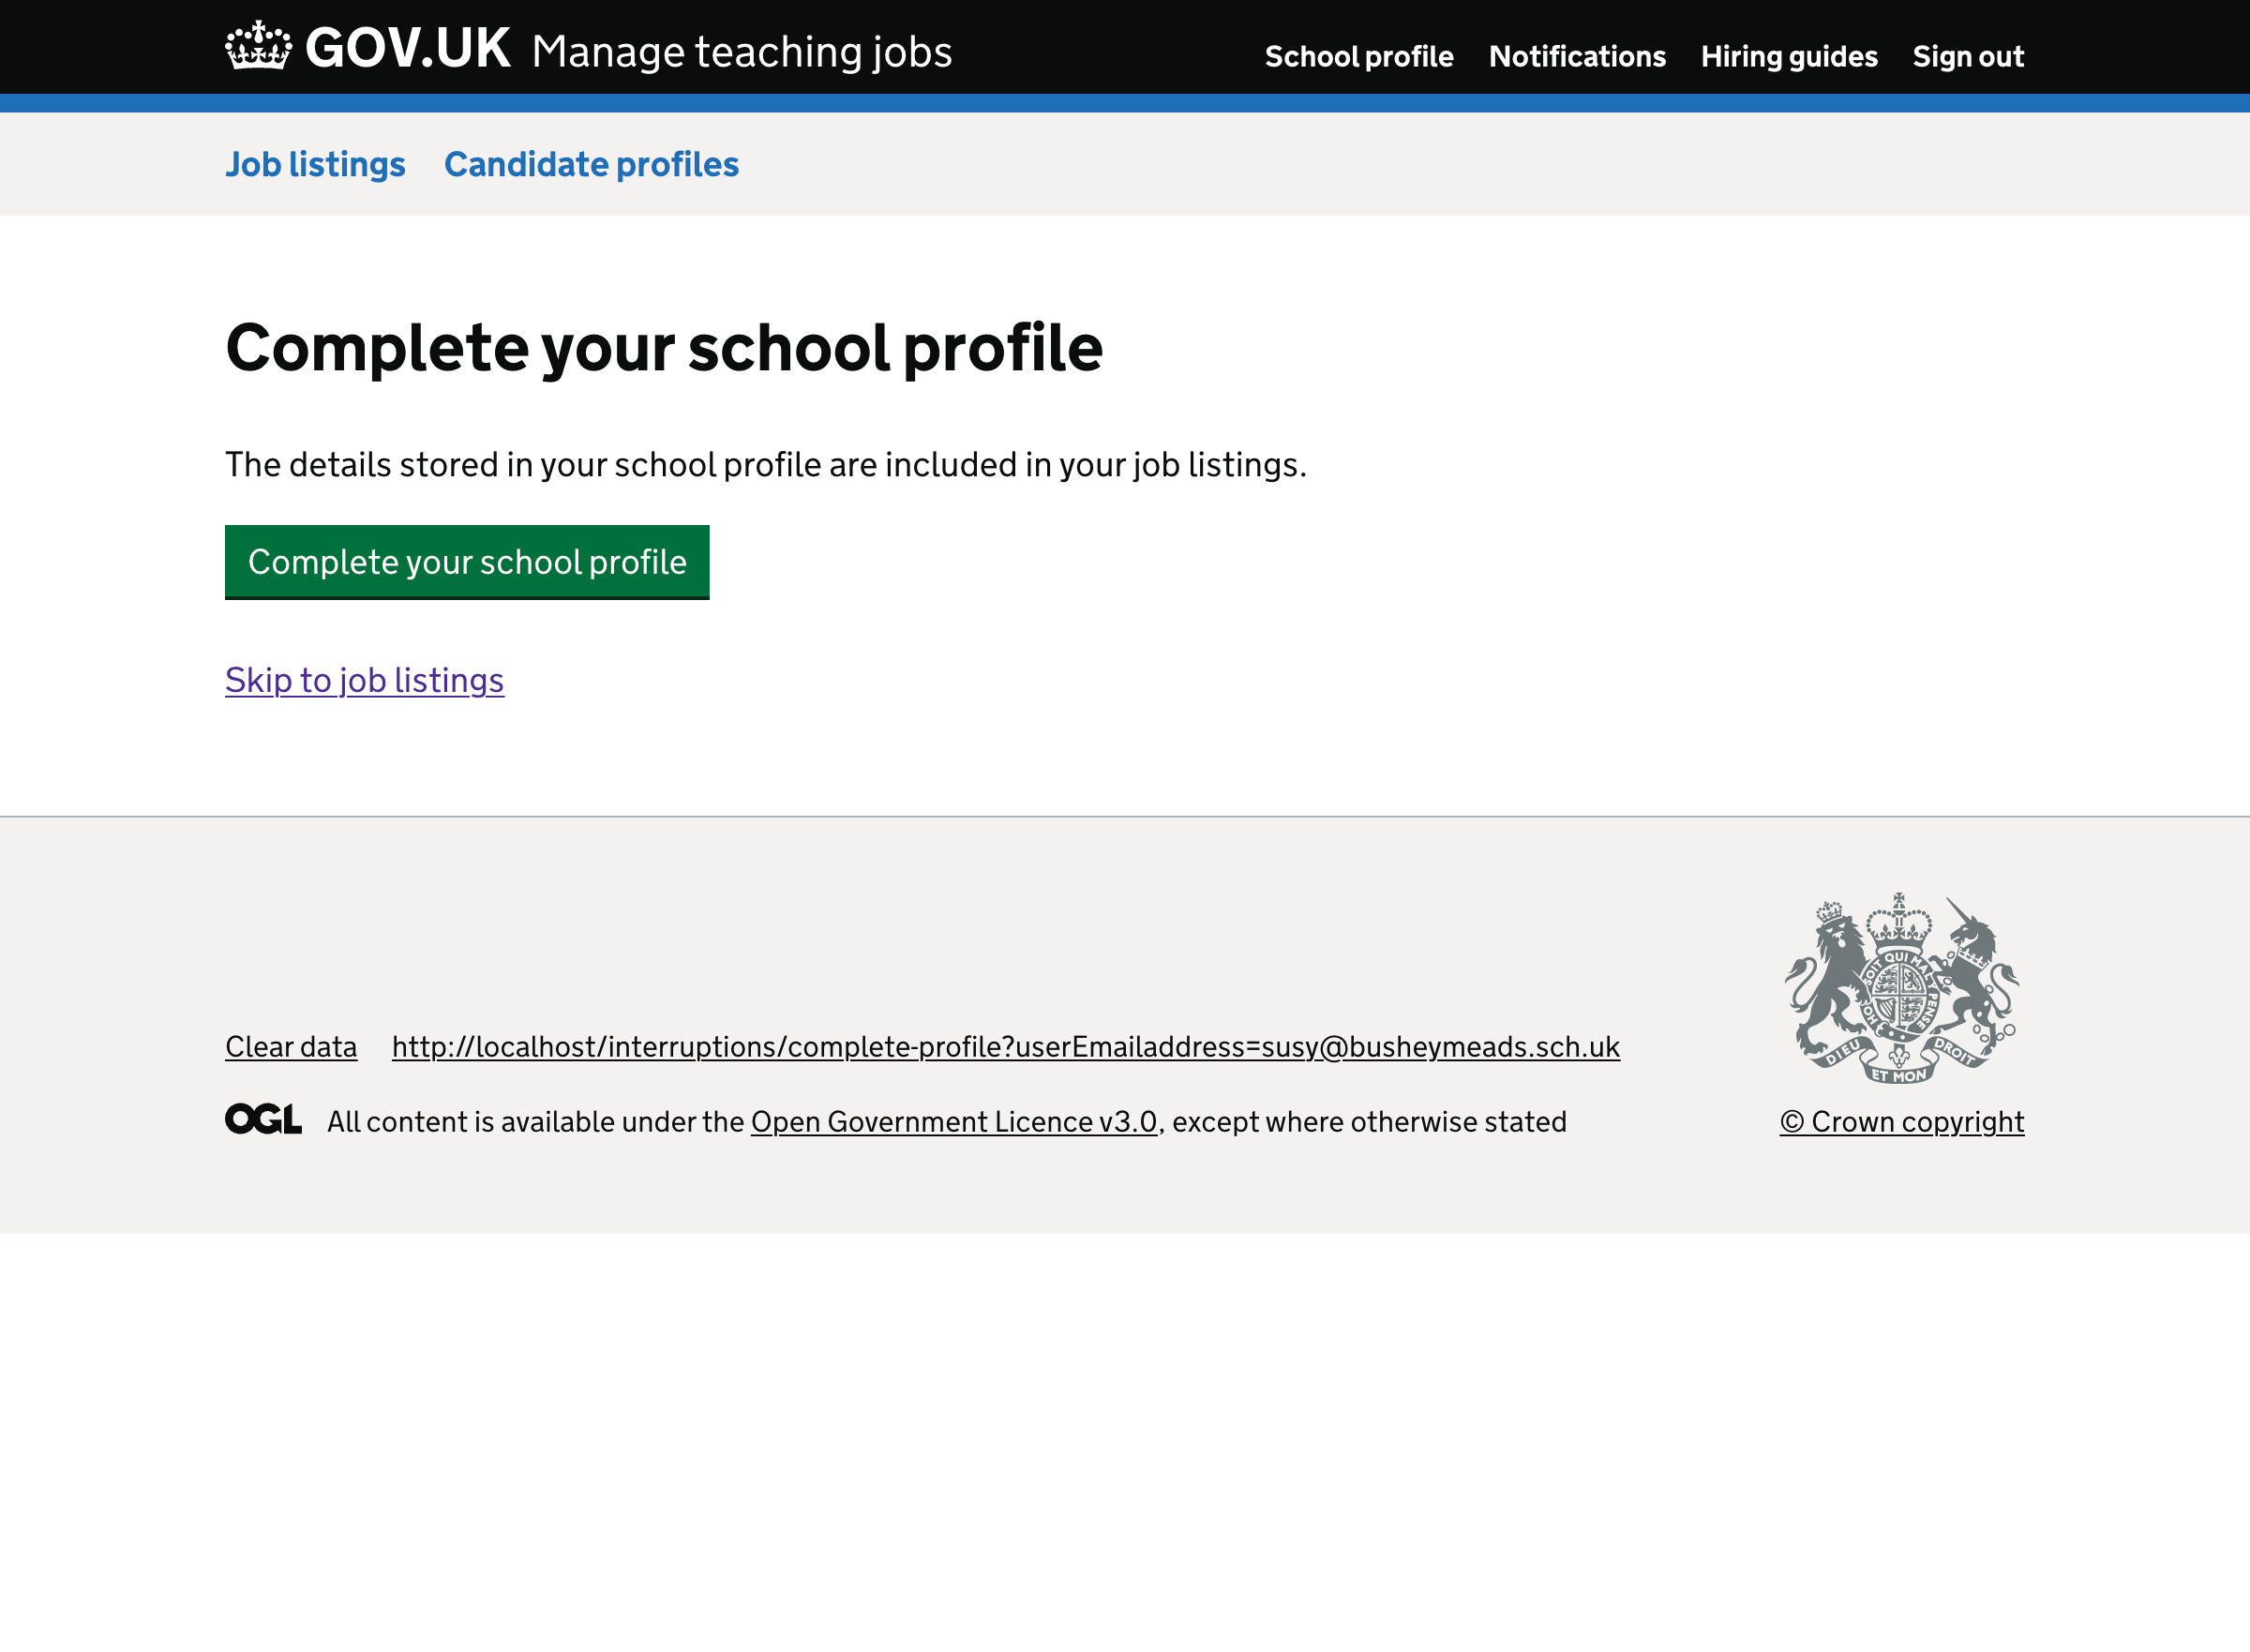 GOV.UK Manage teaching jobs
School profile Notifications Hiring guides Sign out
Job listings Candidate profiles
Complete your school profile
The details stored in your school profile are included in your job listings.
Complete your school profile
Skip to job listings
Clear data http://localhost/interruptions/complete-profile?userEmailaddress=susy@busheymeads.sch.uk
OGL All content is available under the Open Government Licence v3.0, except where otherwise stated
SOIT QUI MAL Y PENSE
HO
DIEU ET MON DROIT
© Crown copyright